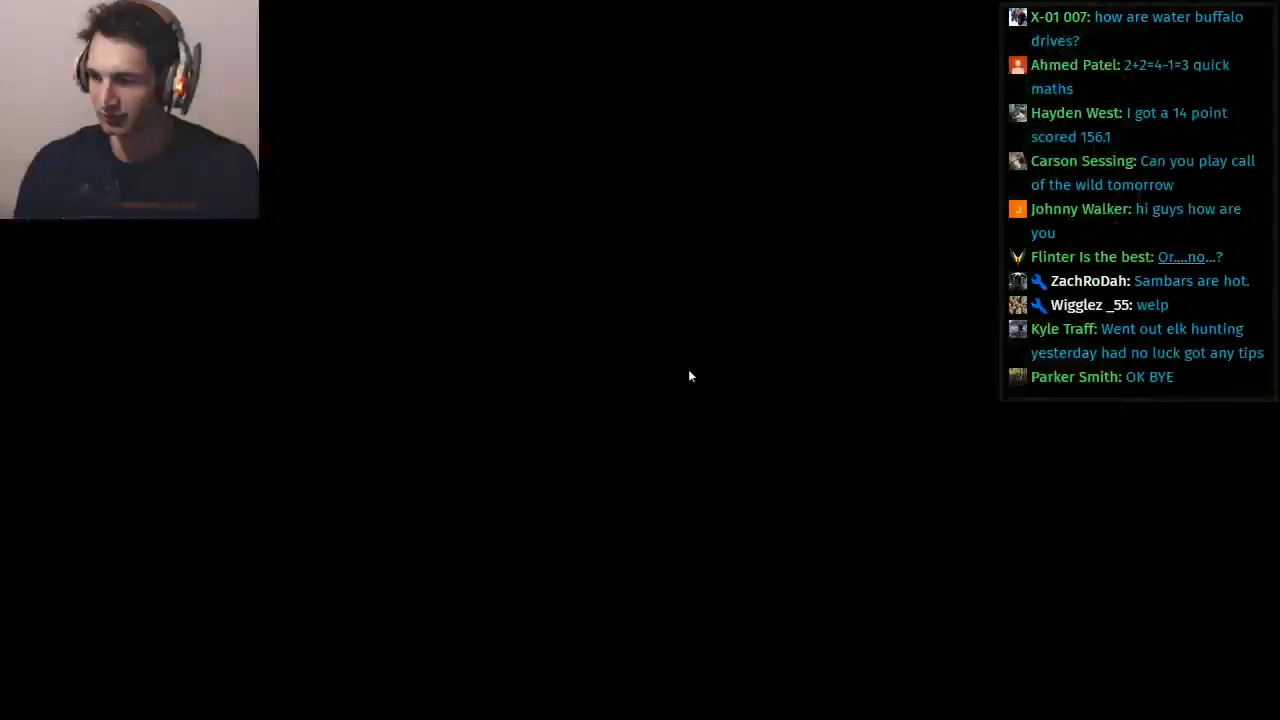 X-01 007: how are water buffalo
drives?
Ahmed Patel: 2+2=4-1=3 quick
maths
Hayden West: I got a 14 point
scored 156.1
Carson Sessing: Can you play call
of the wild tomorrow
Johnny Walker: hi guys how are
you
Flinter Is the best: Or....no...?
ZachRoDah: Sambars are hot.
Wigglez _55: welp
Kyle Traff: Went out elk hunting
yesterday had no luck got any tips
Parker Smith: OK BYE